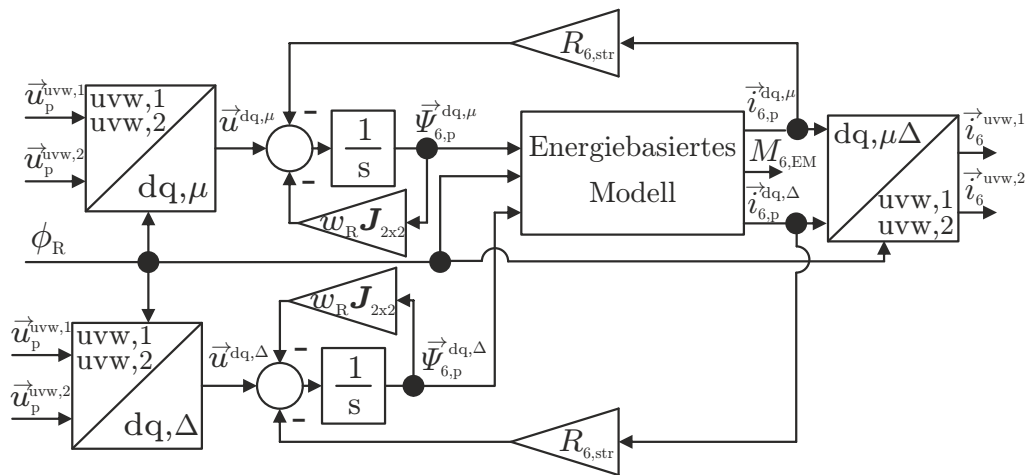 R6,str
u⃗p uvw,1
uvw,1
uvw,2
u⃗ dq,μ
1
s
Ψ⃗6,p dq,μ
Energiebasiertes
Modell
i⃗6,p dq,μ
M6,EM
i⃗6,p dq,Δ
dq,μΔ
uvw,1
uvw,2
i⃗6 uvw,1
i⃗6 uvw,2
u⃗p uvw,2
dq,μ
wR J2x2
ϕR
wR J2x2
u⃗p uvw,1
uvw,1
uvw,2
u⃗ dq,Δ
1
s
Ψ⃗6,p dq,Δ
u⃗p uvw,2
dq,Δ
R6,str